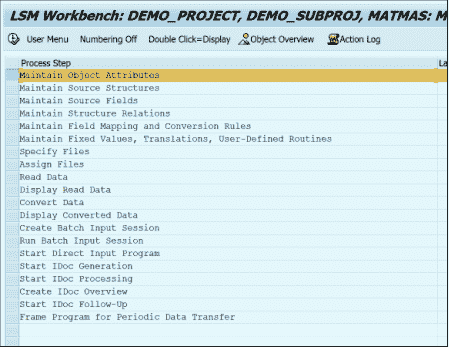 LSM Workbench: DEMO_PROJECT, DEMO_SUBPROJ, MATMAS: M
User Menu Numbering Off Double Click=Display Object Overview Action Log
Process Step La
Maintain Object Attributes
Maintain Source Structures
Maintain Source Fields
Maintain Structure Relations
Maintain Field Mapping and Conversion Rules
Maintain Fixed Values, Translations, User-Defined Routines
Specify Files
Assign Files
Read Data
Display Read Data
Convert Data
Display Converted Data
Create Batch Input Session
Run Batch Input Session
Start Direct Input Program
Start IDoc Generation
Start IDoc Processing
Create IDoc Overview
Start IDoc Follow-Up
Frame Program for Periodic Data Transfer